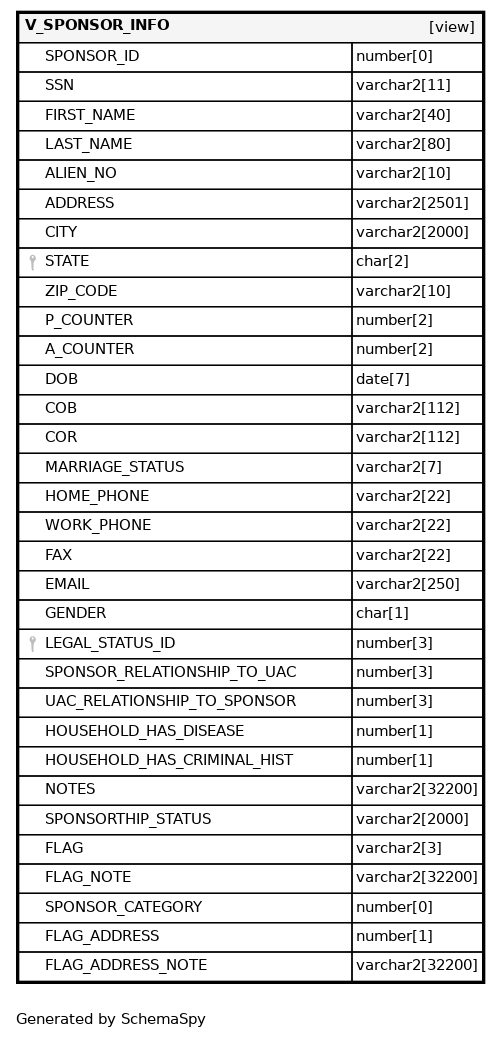 V_SPONSOR_INFO [view]
SPONSOR_ID number[0]
SSN varchar2[11]
FIRST_NAME varchar2[40]
LAST_NAME varchar2[80]
ALIEN_NO varchar2[10]
ADDRESS varchar2[2501]
CITY varchar2[2000]
STATE char[2]
ZIP_CODE varchar2[10]
P_COUNTER number[2]
A_COUNTER number[2]
DOB date[7]
COB varchar2[112]
COR varchar2[112]
MARRIAGE_STATUS varchar2[7]
HOME_PHONE varchar2[22]
WORK_PHONE varchar2[22]
FAX varchar2[22]
EMAIL varchar2[250]
GENDER char[1]
LEGAL_STATUS_ID number[3]
SPONSOR_RELATIONSHIP_TO_UAC number[3]
UAC_RELATIONSHIP_TO_SPONSOR number[3]
HOUSEHOLD_HAS_DISEASE number[1]
HOUSEHOLD_HAS_CRIMINAL_HIST number[1]
NOTES varchar2[32200]
SPONSORTHIP_STATUS varchar2[2000]
FLAG varchar2[3]
FLAG_NOTE varchar2[32200]
SPONSOR_CATEGORY number[0]
FLAG_ADDRESS number[1]
FLAG_ADDRESS_NOTE varchar2[32200]
Generated by SchemaSpy